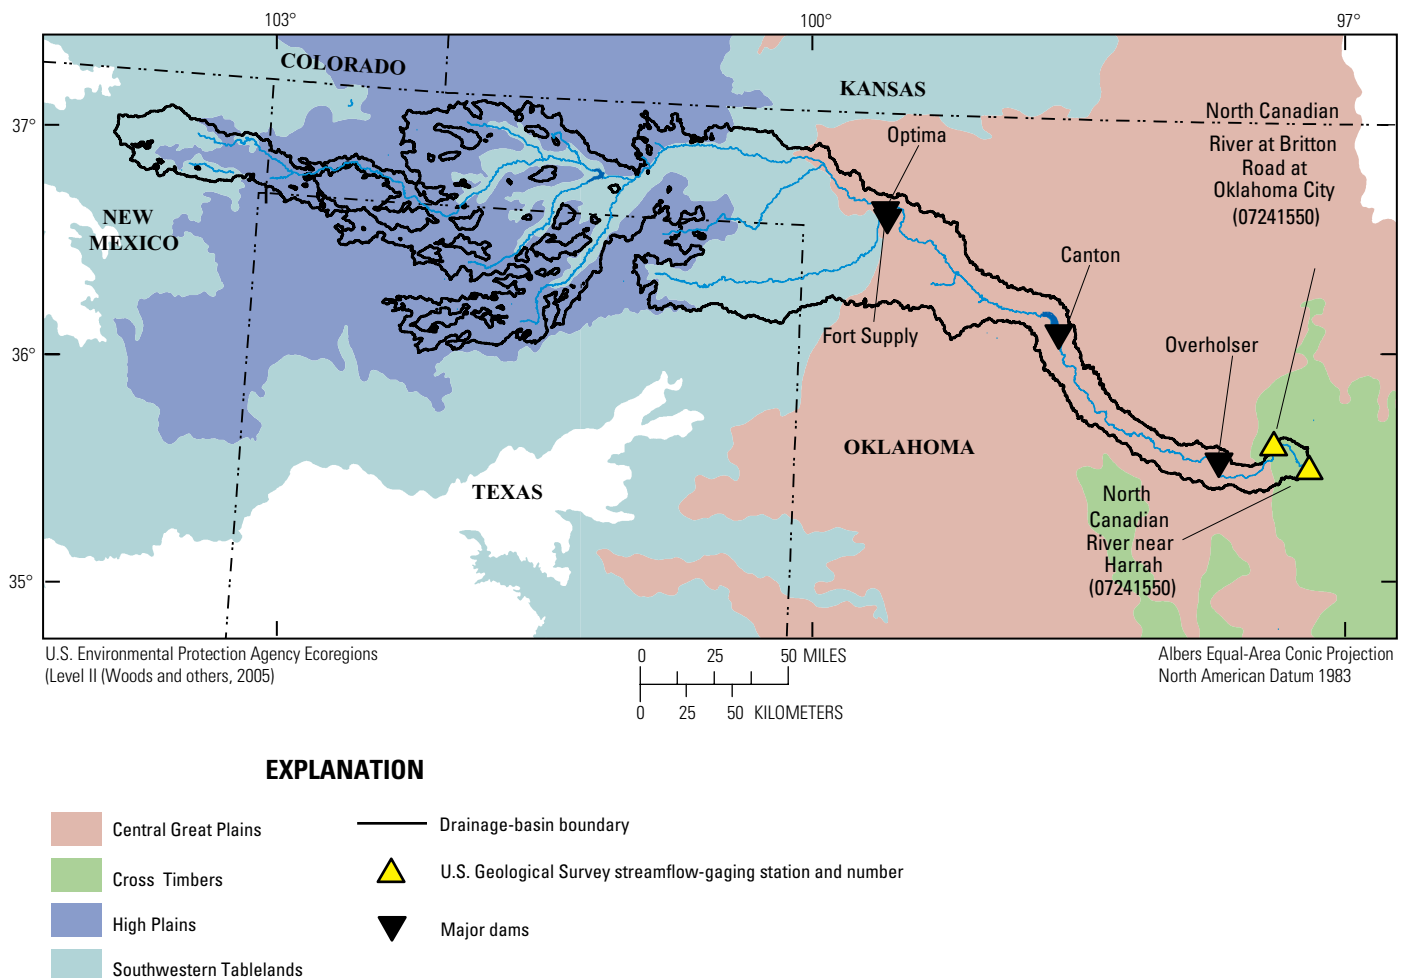 103°
100°
97°
37°
36°
35°
COLORADO
KANSAS
NEW
MEXICO
TEXAS
OKLAHOMA
Optima
Fort Supply
Canton
Overholser
North Canadian
River at Britton
Road at
Oklahoma City
(07241550)
North
Canadian
River near
Harrah
(07241550)
U.S. Environmental Protection Agency Ecoregions
(Level II (Woods and others, 2005)
0 25 50 MILES
0 25 50 KILOMETERS
Albers Equal-Area Conic Projection
North American Datum 1983
EXPLANATION
Central Great Plains
Cross Timbers
High Plains
Southwestern Tablelands
Drainage-basin boundary
U.S. Geological Survey streamflow-gaging station and number
Major dams